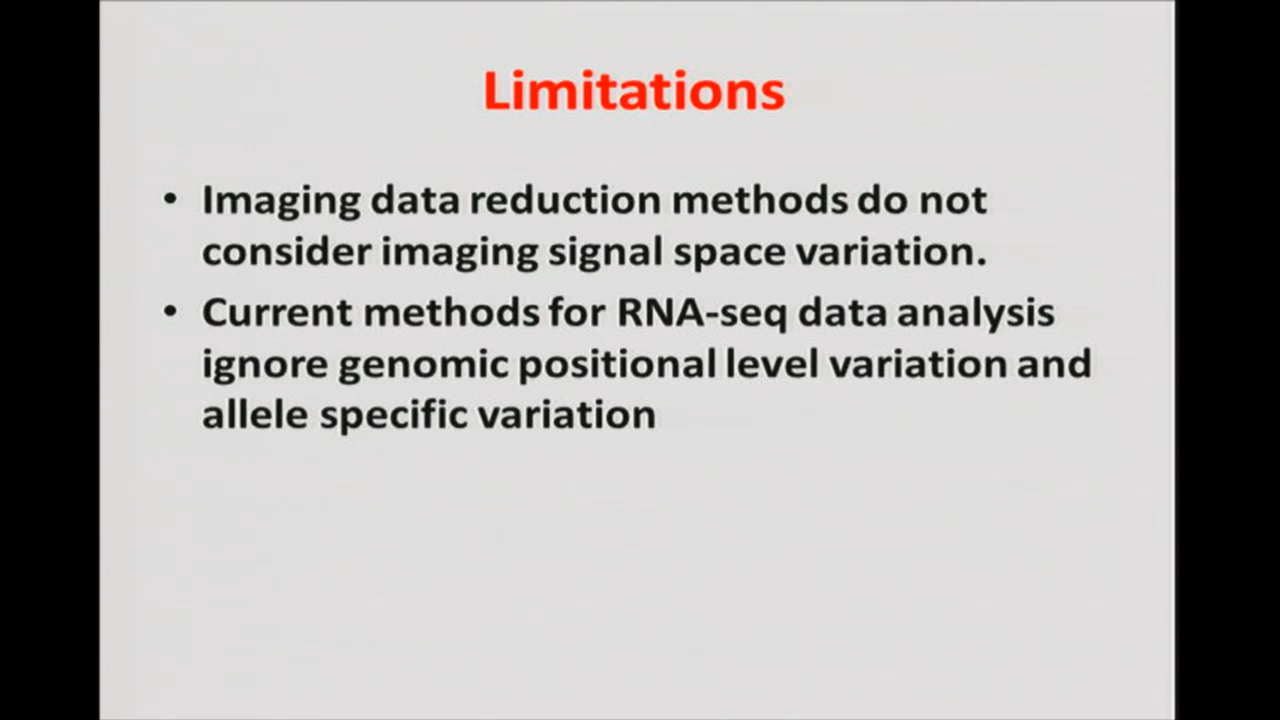 Limitations
• Imaging data reduction methods do not
consider imaging signal space variation.
• Current methods for RNA-seq data analysis
ignore genomic positional level variation and
allele specific variation